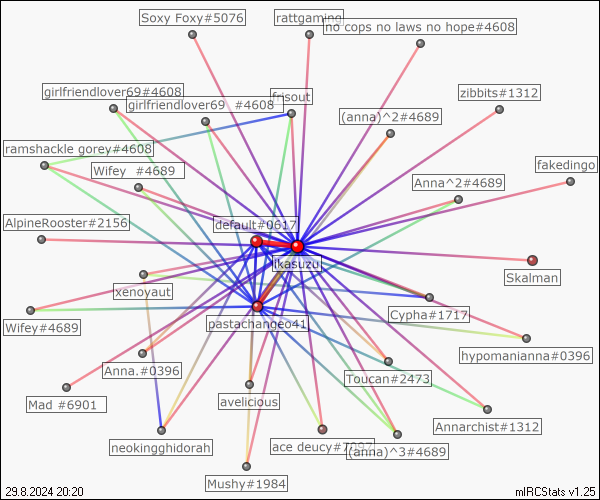 Soxy Foxy#5076
rattgaming
no cops no laws no hope#4608
girlfriendlover69#4608
girlfriendlover69 #4608
frisout
zibbits#1312
(anna)^2#4689
ramshackle gorey#4608
Wifey #4689
Anna^2#4689
fakedingo
AlpineRooster#2156
default#0617
ikasuzu
Skalman
xenoyaut
Cypha#1717
Wifey#4689
pastachangeo41
hypomanianna#0396
Anna.#0396
Toucan#2473
Mad #6901
avelicious
Annarchist#1312
neokingghidorah
ace deucy#7097
(anna)^3#4689
Mushy#1984
29.8.2024 20:20
mIRCStats v1.25